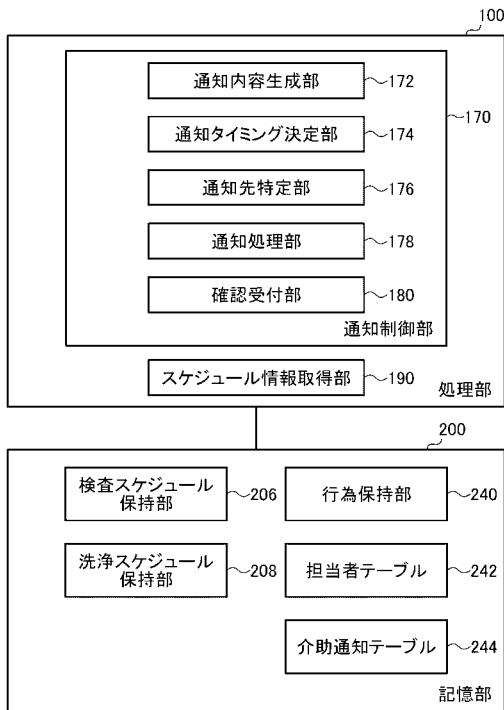 100
通知内容生成部
172
170
通知タイミング決定部
174
通知先特定部
176
通知処理部
178
確認受付部
180
通知制御部
スケジュール情報取得部
190
処理部
200
検査スケジュール
保持部
206
行為保持部
240
洗浄スケジュール
保持部
208
担当者テーブル
242
介助通知テーブル
244
記憶部